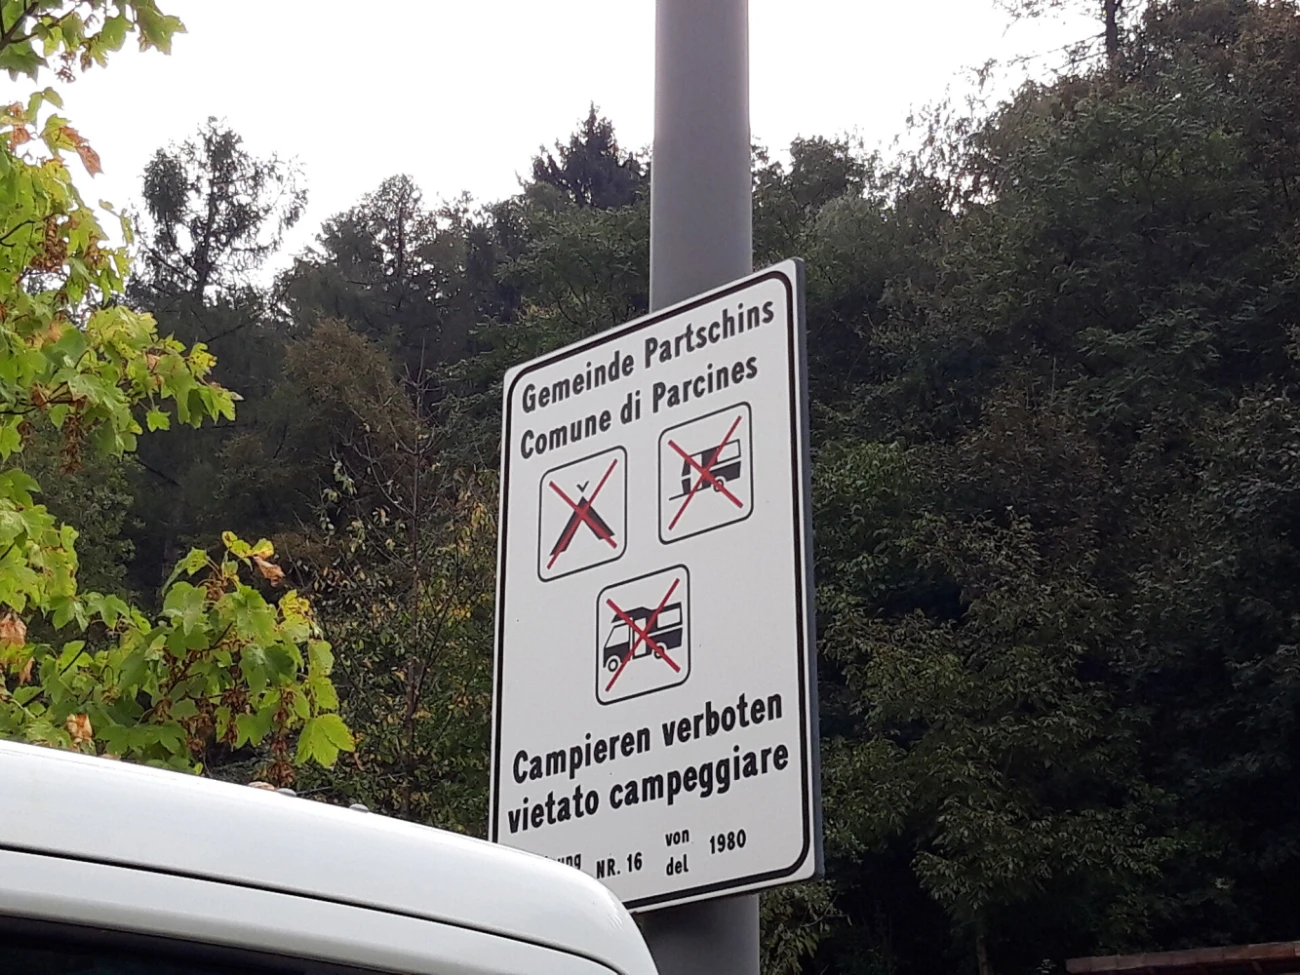 Gemeinde Partschins
Comune di Parcines
Campieren verboten
vietato campeggiare
NR. 16 von del 1980